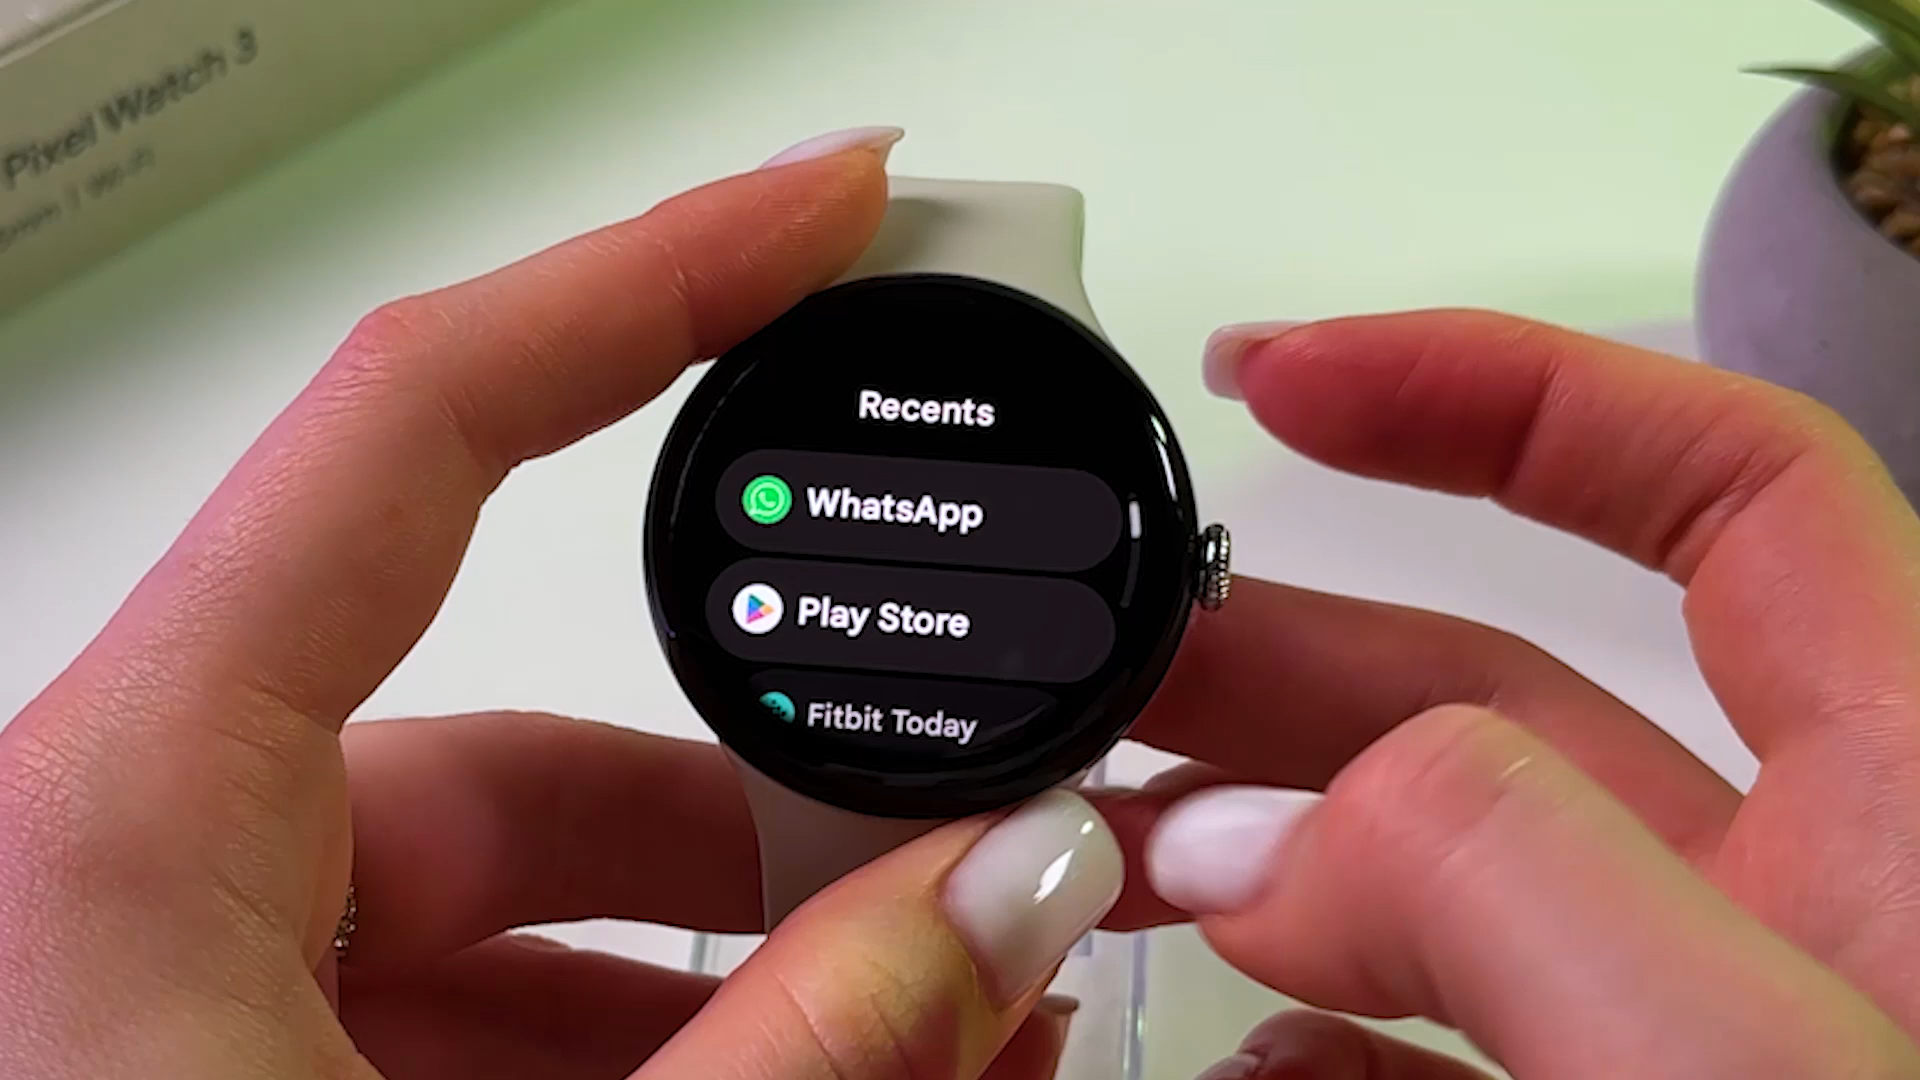 Pixel Watch 3
Recents
WhatsApp
Play Store
Fitbit Today